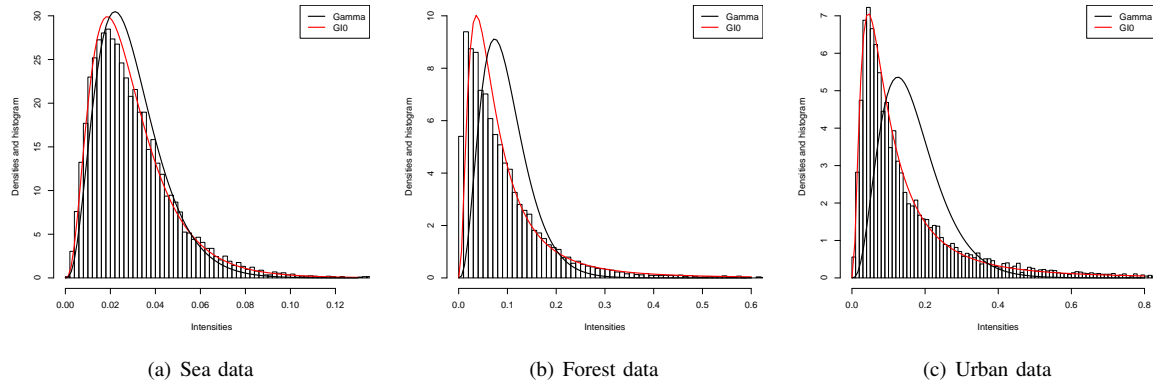 Densities and histogram
30
25
20
15
10
5
0
0.00 0.02 0.04 0.06 0.08 0.10 0.12
Intensities
Gamma
GI0
(a) Sea data
Densities and histogram
10
8
6
4
2
0
0.0 0.1 0.2 0.3 0.4 0.5 0.6
Intensities
Gamma
GI0
(b) Forest data
Densities and histogram
7
6
5
4
3
2
1
0
0.0 0.2 0.4 0.6 0.8
Intensities
Gamma
GI0
(c) Urban data